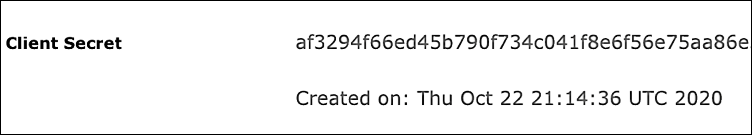 Client Secret af3294f66ed45b790f734c041f8e6f56e75aa86e
Created on: Thu Oct 22 21:14:36 UTC 2020